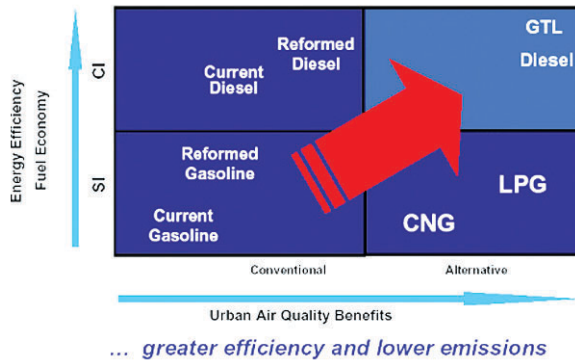 Energy Efficiency
Fuel Economy
CI
SI
Reformed
Diesel
Current
Diesel
GTL
Diesel
Reformed
Gasoline
Current
Gasoline
LPG
CNG
Conventional
Alternative
Urban Air Quality Benefits
... greater efficiency and lower emissions